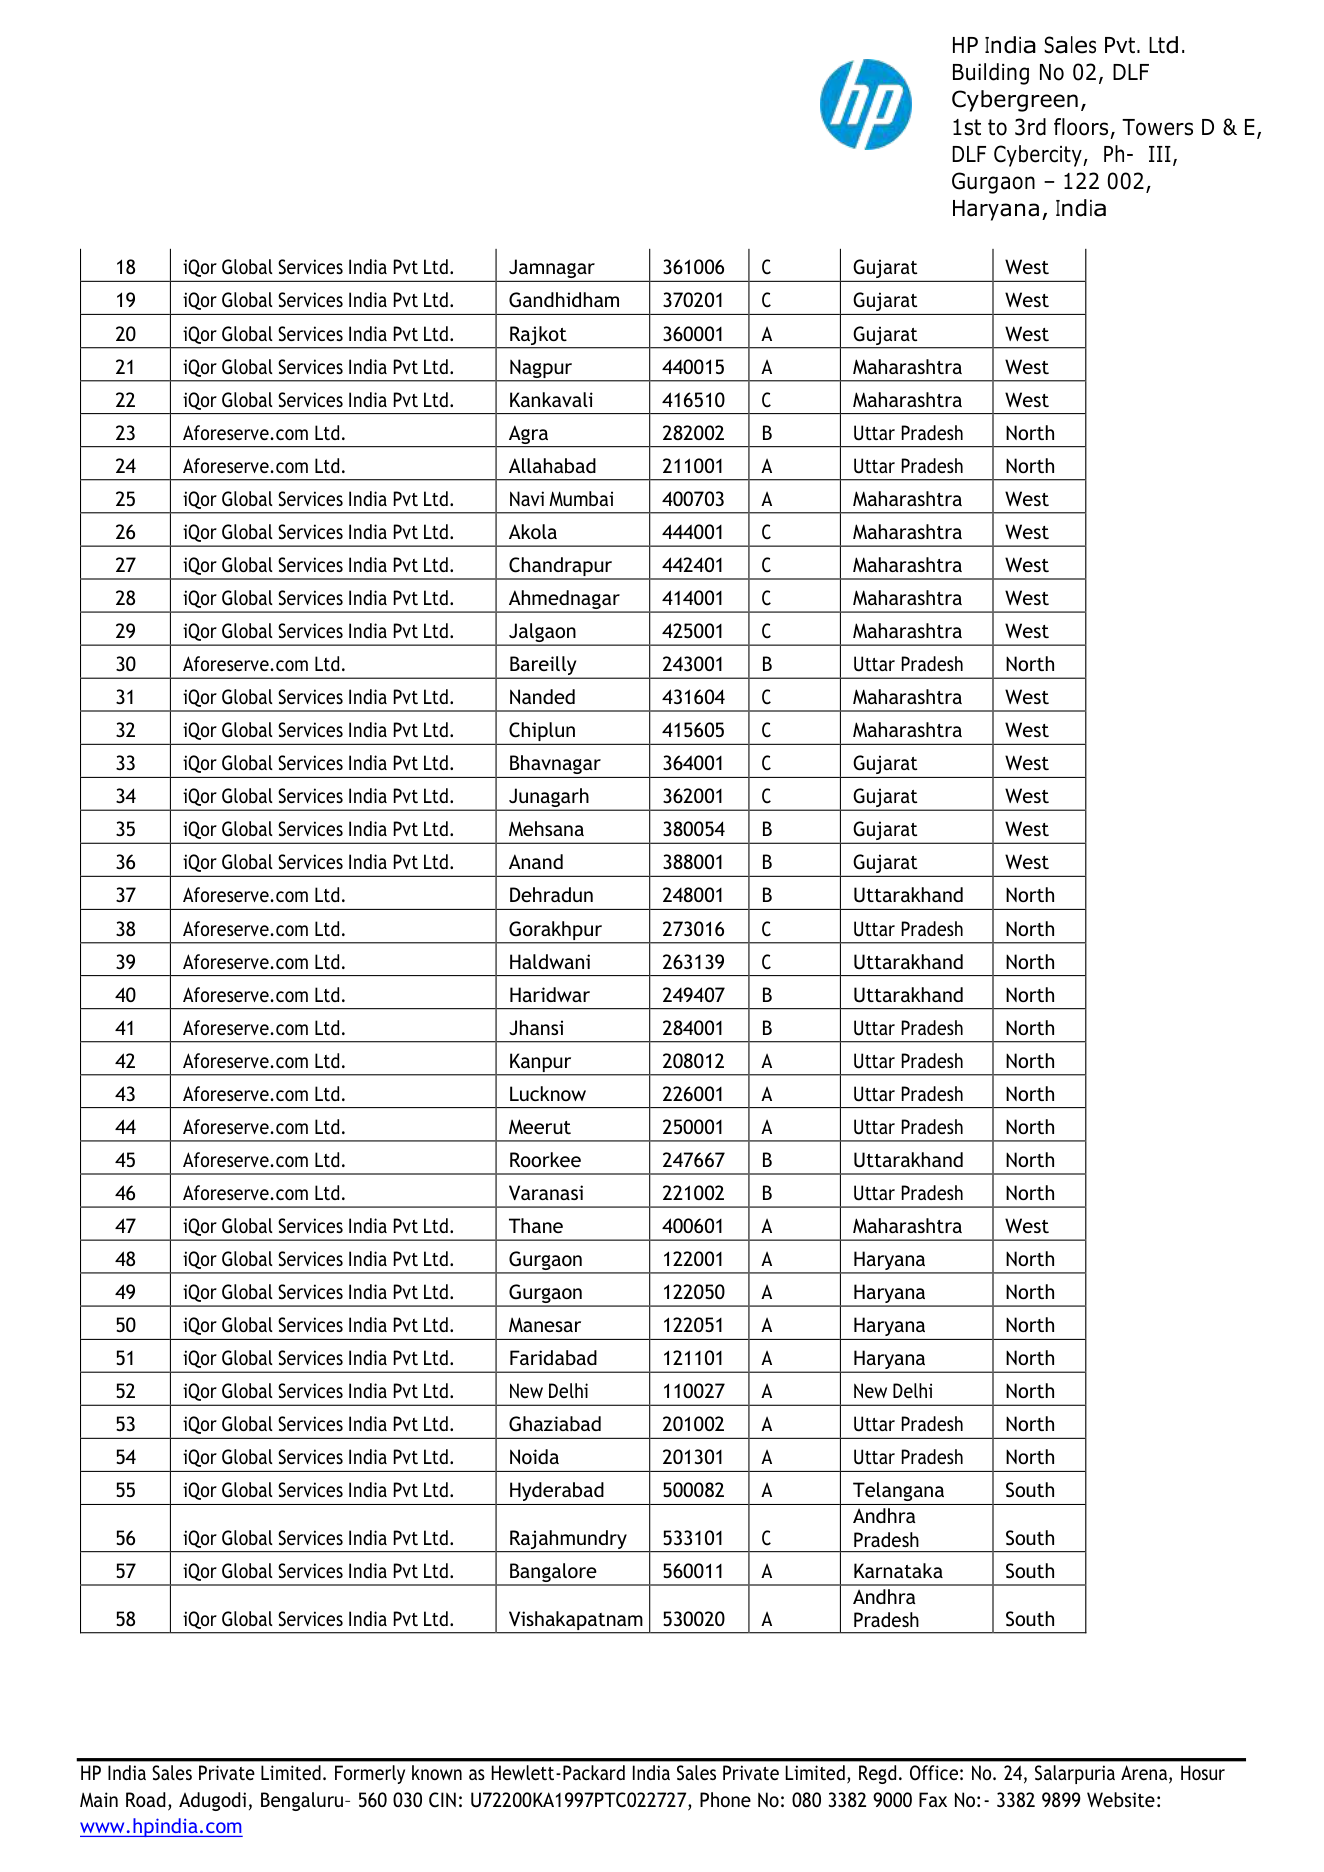 hp
HP India Sales Pvt. Ltd.
Building No 02, DLF
Cybergreen,
1st to 3rd floors, Towers D & E,
DLF Cybercity, Ph- III,
Gurgaon – 122 002,
Haryana, India
18 iQor Global Services India Pvt Ltd. Jamnagar 361006 C Gujarat West
19 iQor Global Services India Pvt Ltd. Gandhidham 370201 C Gujarat West
20 iQor Global Services India Pvt Ltd. Rajkot 360001 A Gujarat West
21 iQor Global Services India Pvt Ltd. Nagpur 440015 A Maharashtra West
22 iQor Global Services India Pvt Ltd. Kankavali 416510 C Maharashtra West
23 Aforeserve.com Ltd. Agra 282002 B Uttar Pradesh North
24 Aforeserve.com Ltd. Allahabad 211001 A Uttar Pradesh North
25 iQor Global Services India Pvt Ltd. Navi Mumbai 400703 A Maharashtra West
26 iQor Global Services India Pvt Ltd. Akola 444001 C Maharashtra West
27 iQor Global Services India Pvt Ltd. Chandrapur 442401 C Maharashtra West
28 iQor Global Services India Pvt Ltd. Ahmednagar 414001 C Maharashtra West
29 iQor Global Services India Pvt Ltd. Jalgaon 425001 C Maharashtra West
30 Aforeserve.com Ltd. Bareilly 243001 B Uttar Pradesh North
31 iQor Global Services India Pvt Ltd. Nanded 431604 C Maharashtra West
32 iQor Global Services India Pvt Ltd. Chiplun 415605 C Maharashtra West
33 iQor Global Services India Pvt Ltd. Bhavnagar 364001 C Gujarat West
34 iQor Global Services India Pvt Ltd. Junagarh 362001 C Gujarat West
35 iQor Global Services India Pvt Ltd. Mehsana 380054 B Gujarat West
36 iQor Global Services India Pvt Ltd. Anand 388001 B Gujarat West
37 Aforeserve.com Ltd. Dehradun 248001 B Uttarakhand North
38 Aforeserve.com Ltd. Gorakhpur 273016 C Uttar Pradesh North
39 Aforeserve.com Ltd. Haldwani 263139 C Uttarakhand North
40 Aforeserve.com Ltd. Haridwar 249407 B Uttarakhand North
41 Aforeserve.com Ltd. Jhansi 284001 B Uttar Pradesh North
42 Aforeserve.com Ltd. Kanpur 208012 A Uttar Pradesh North
43 Aforeserve.com Ltd. Lucknow 226001 A Uttar Pradesh North
44 Aforeserve.com Ltd. Meerut 250001 A Uttar Pradesh North
45 Aforeserve.com Ltd. Roorkee 247667 B Uttarakhand North
46 Aforeserve.com Ltd. Varanasi 221002 B Uttar Pradesh North
47 iQor Global Services India Pvt Ltd. Thane 400601 A Maharashtra West
48 iQor Global Services India Pvt Ltd. Gurgaon 122001 A Haryana North
49 iQor Global Services India Pvt Ltd. Gurgaon 122050 A Haryana North
50 iQor Global Services India Pvt Ltd. Manesar 122051 A Haryana North
51 iQor Global Services India Pvt Ltd. Faridabad 121101 A Haryana North
52 iQor Global Services India Pvt Ltd. New Delhi 110027 A New Delhi North
53 iQor Global Services India Pvt Ltd. Ghaziabad 201002 A Uttar Pradesh North
54 iQor Global Services India Pvt Ltd. Noida 201301 A Uttar Pradesh North
55 iQor Global Services India Pvt Ltd. Hyderabad 500082 A Telangana South
Andhra
56 iQor Global Services India Pvt Ltd. Rajahmundry 533101 C Pradesh South
57 iQor Global Services India Pvt Ltd. Bangalore 560011 A Karnataka South
Andhra
58 iQor Global Services India Pvt Ltd. Vishakapatnam 530020 A Pradesh South
HP India Sales Private Limited. Formerly known as Hewlett-Packard India Sales Private Limited, Regd. Office: No. 24, Salarpuria Arena, Hosur
Main Road, Adugodi, Bengaluru- 560 030 CIN: U72200KA1997PTC022727, Phone No: 080 3382 9000 Fax No:- 3382 9899 Website:
www.hpindia.com